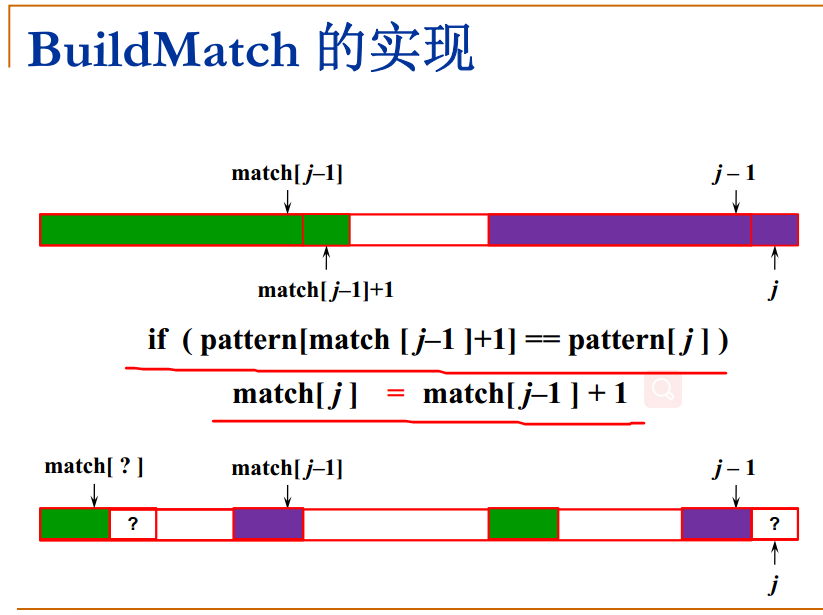 BuildMatch 的实现
match[ j–1] j – 1
match[ j–1]+1 j
if ( pattern[match [ j–1 ]+1] == pattern[ j ] )
match[ j ] = match[ j–1 ] + 1
match[ ? ] match[ j–1] j – 1
? ?
j